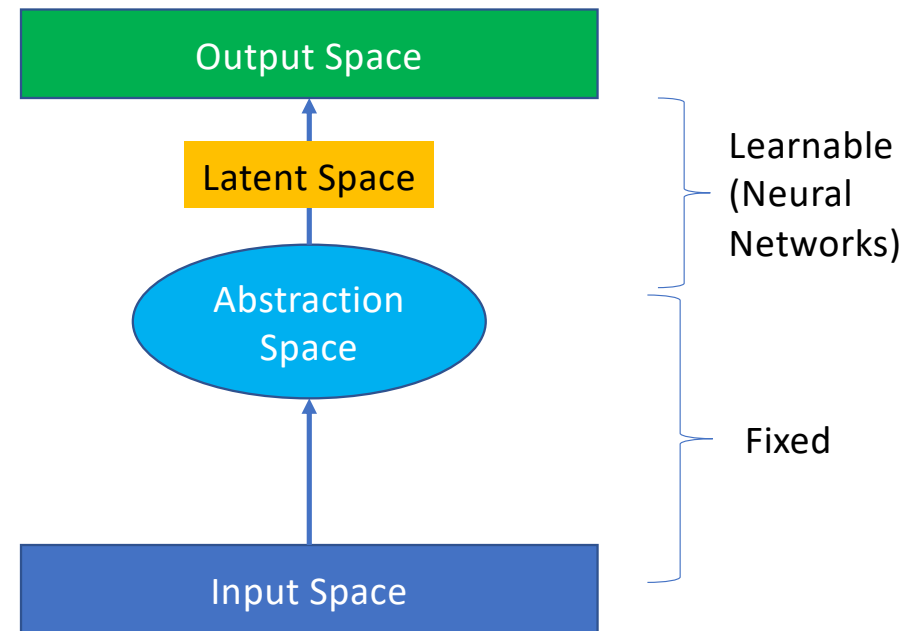 Output Space
Latent Space
Learnable
(Neural
Networks)
Abstraction
Space
Fixed
Input Space